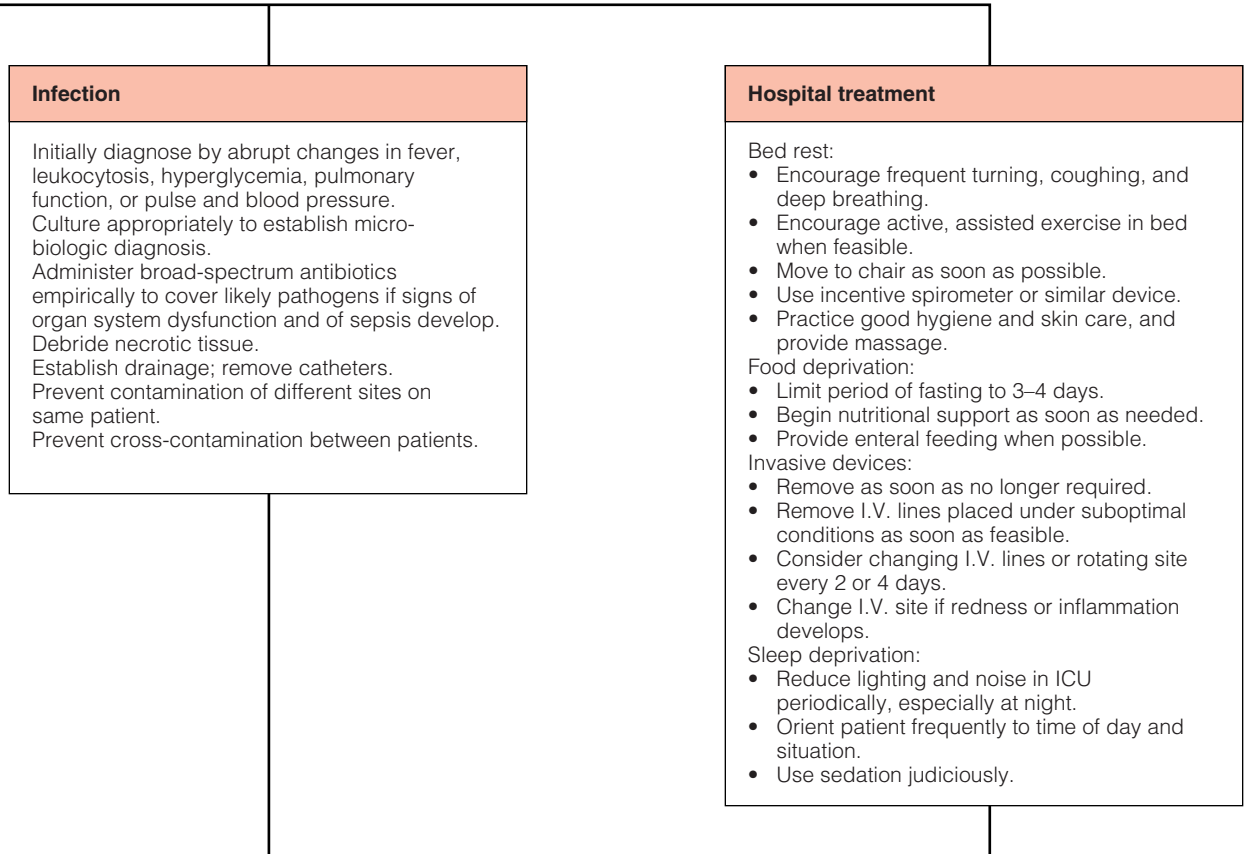 Infection
Initially diagnose by abrupt changes in fever,
leukocytosis, hyperglycemia, pulmonary
function, or pulse and blood pressure.
Culture appropriately to establish micro-
biologic diagnosis.
Administer broad-spectrum antibiotics
empirically to cover likely pathogens if signs of
organ system dysfunction and of sepsis develop.
Debride necrotic tissue.
Establish drainage; remove catheters.
Prevent contamination of different sites on
same patient.
Prevent cross-contamination between patients.
Hospital treatment
Bed rest:
• Encourage frequent turning, coughing, and
deep breathing.
• Encourage active, assisted exercise in bed
when feasible.
• Move to chair as soon as possible.
• Use incentive spirometer or similar device.
• Practice good hygiene and skin care, and
provide massage.
Food deprivation:
• Limit period of fasting to 3–4 days.
• Begin nutritional support as soon as needed.
• Provide enteral feeding when possible.
Invasive devices:
• Remove as soon as no longer required.
• Remove I.V. lines placed under suboptimal
conditions as soon as feasible.
• Consider changing I.V. lines or rotating site
every 2 or 4 days.
• Change I.V. site if redness or inflammation
develops.
Sleep deprivation:
• Reduce lighting and noise in ICU
periodically, especially at night.
• Orient patient frequently to time of day and
situation.
• Use sedation judiciously.